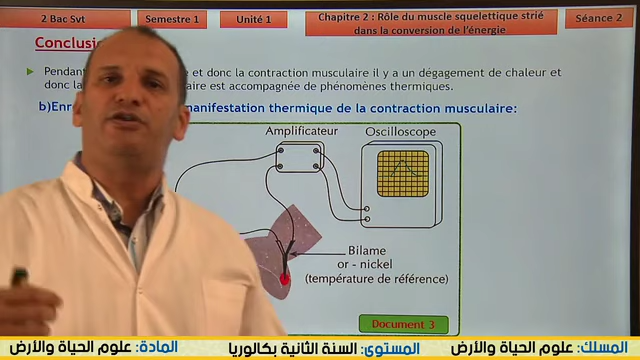 2 Bac Svt
Semestre 1
Unité 1
Chapitre 2 : Rôle du muscle squelettique strié
dans la conversion de l'énergie
Séance 2
Pendant et donc la contraction musculaire il y a un dégagement de chaleur et
donc la aire est accompagnée de phénomènes thermiques.
manifestation thermique de la contraction musculaire:
Amplificateur
Oscilloscope
Bilame
or - nickel
(température de référence)
Document 3
المسلك: علوم الحياة والأرض
المستوى: السنة الثانية بكالوريا
المادة: علوم الحياة والأرض